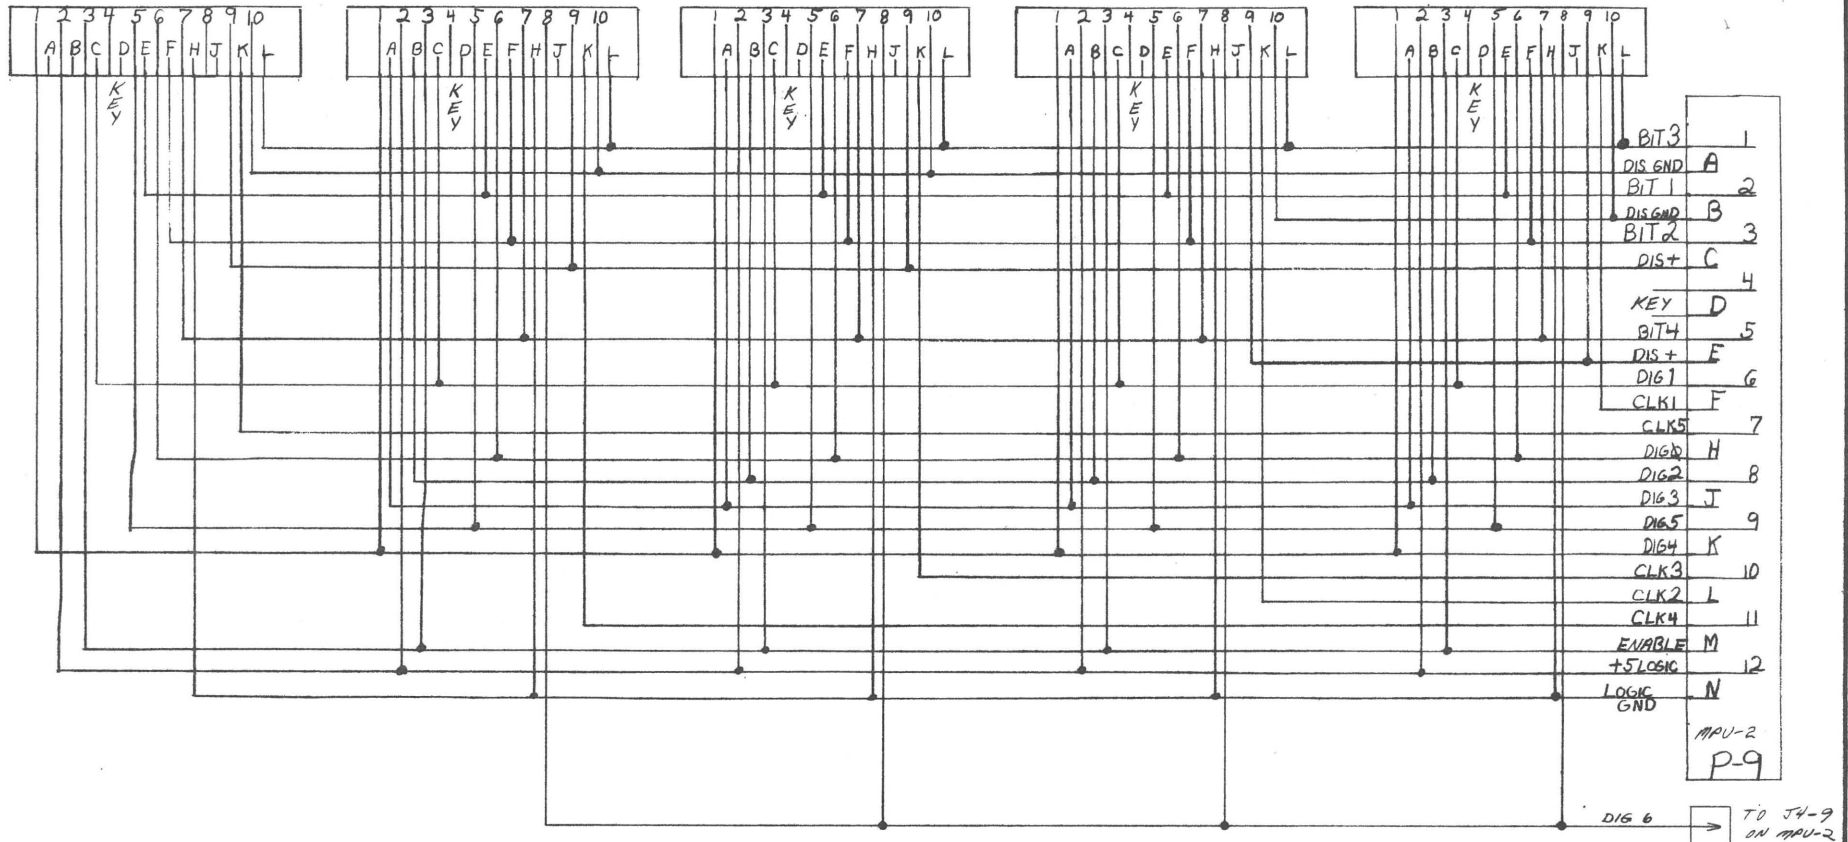 1 2 3 4 5 6 7 8 9 10
A B C D E F H J K L
KEY
1 2 3 4 5 6 7 8 9 10
A B C D E F H J K L
KEY
1 2 3 4 5 6 7 8 9 10
A B C D E F H J K L
KEY
1 2 3 4 5 6 7 8 9 10
A B C D E F H J K L
KEY
1 2 3 4 5 6 7 8 9 10
A B C D E F H J K L
KEY
BIT3 1
DIS GND A
BIT 1 2
DIS GND B
BIT2 3
DIS+ C
4
KEY D
BIT4 5
DIS + E
DIG1 6
CLK1 F
CLK5 7
DIG0 H
DIG2 8
DIG3 J
DIG5 9
DIG4 K
CLK3 10
CLK2 L
CLK4 11
ENABLE M
+5LOGIC 12
LOGIC GND N
MPU-2
P-9
DIG 6
TO J4-9
ON MPU-2